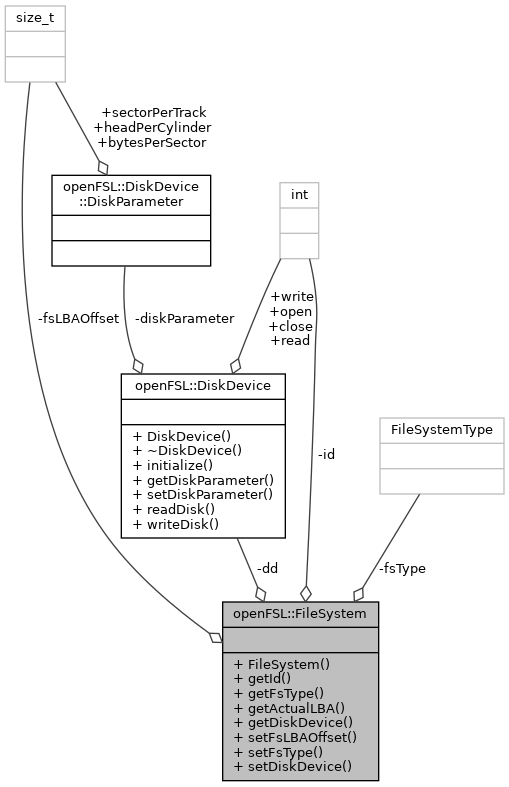 size_t
+sectorPerTrack
+headPerCylinder
+bytesPerSector
openFSL::DiskDevice
::DiskParameter
int
-fsLBAOffset
-diskParameter
+write
+open
+close
+read
openFSL::DiskDevice
+ DiskDevice()
+ ~DiskDevice()
+ initialize()
+ getDiskParameter()
+ setDiskParameter()
+ readDisk()
+ writeDisk()
FileSystemType
-id
-dd
-fsType
openFSL::FileSystem
+ FileSystem()
+ getId()
+ getFsType()
+ getActualLBA()
+ getDiskDevice()
+ setFsLBAOffset()
+ setFsType()
+ setDiskDevice()